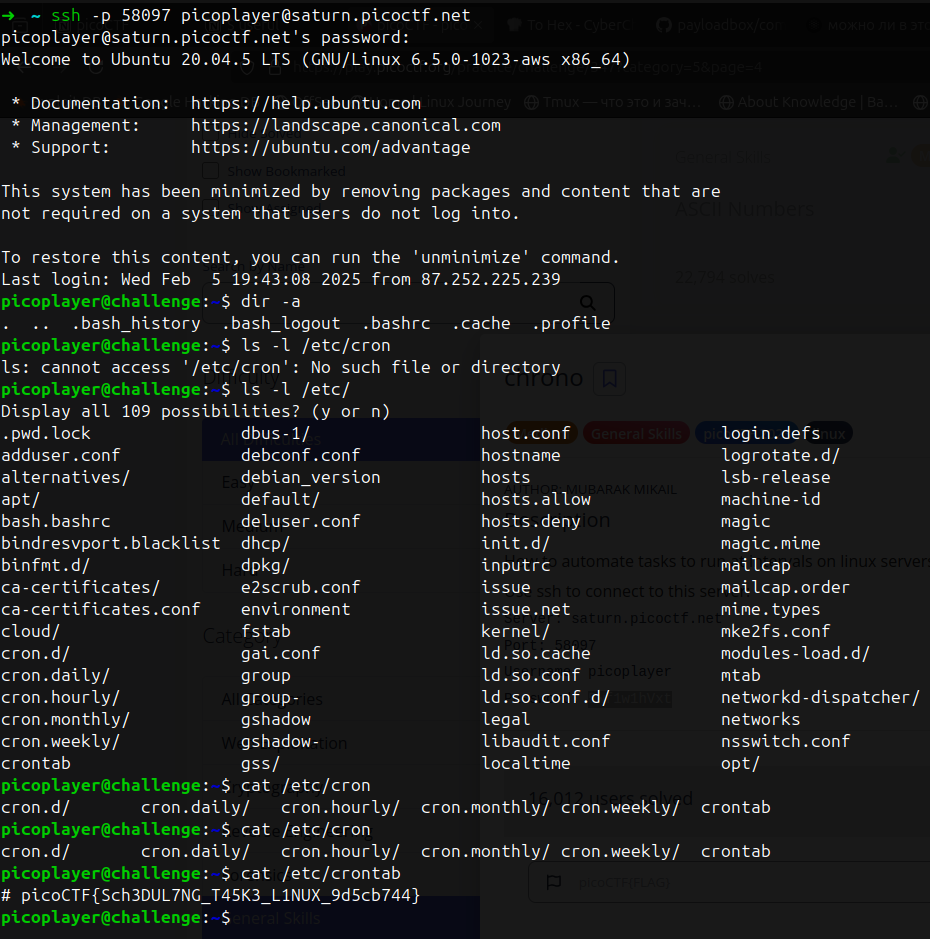 ➜  ~ ssh -p 58097 picoplayer@saturn.picoctf.net
picoplayer@saturn.picoctf.net's password:
Welcome to Ubuntu 20.04.5 LTS (GNU/Linux 6.5.0-1023-aws x86_64)

 * Documentation:  https://help.ubuntu.com
 * Management:     https://landscape.canonical.com
 * Support:        https://ubuntu.com/advantage

This system has been minimized by removing packages and content that are
not required on a system that users do not log into.

To restore this content, you can run the 'unminimize' command.
Last login: Wed Feb  5 19:43:08 2025 from 87.252.225.239
picoplayer@challenge:~$ dir -a
.  ..  .bash_history  .bash_logout  .bashrc  .cache  .profile
picoplayer@challenge:~$ ls -l /etc/cron
ls: cannot access '/etc/cron': No such file or directory
picoplayer@challenge:~$ ls -l /etc/
Display all 109 possibilities? (y or n)
.pwd.lock               dbus-1/                 host.conf               login.defs
adduser.conf            debconf.conf            hostname                logrotate.d/
alternatives/           debian_version          hosts                   lsb-release
apt/                    default/                hosts.allow             machine-id
bash.bashrc             deluser.conf            hosts.deny              magic
bindresvport.blacklist  dhcp/                   init.d/                 magic.mime
binfmt.d/               dpkg/                   inputrc                 mailcap
ca-certificates/        e2scrub.conf            issue                   mailcap.order
ca-certificates.conf    environment             issue.net               mime.types
cloud/                  fstab                   kernel/                 mke2fs.conf
cron.d/                 gai.conf                ld.so.cache             modules-load.d/
cron.daily/             group                   ld.so.conf              mtab
cron.hourly/            group-                  ld.so.conf.d/           networkd-dispatcher/
cron.monthly/           gshadow                 legal                   networks
cron.weekly/            gshadow-                libaudit.conf           nsswitch.conf
crontab                 gss/                    localtime               opt/
picoplayer@challenge:~$ cat /etc/cron
cron.d/       cron.daily/   cron.hourly/  cron.monthly/ cron.weekly/  crontab
picoplayer@challenge:~$ cat /etc/cron
cron.d/       cron.daily/   cron.hourly/  cron.monthly/ cron.weekly/  crontab
picoplayer@challenge:~$ cat /etc/crontab
# picoCTF{Sch3DUL7NG_T45K3_L1NUX_9d5cb744}
picoplayer@challenge:~$